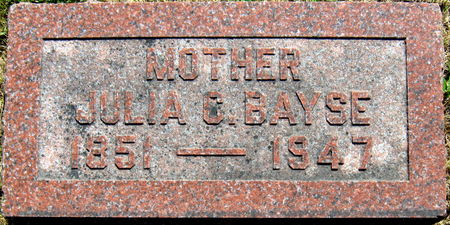 MOTHER
JULIA C. BAYSE
1851 — 1947